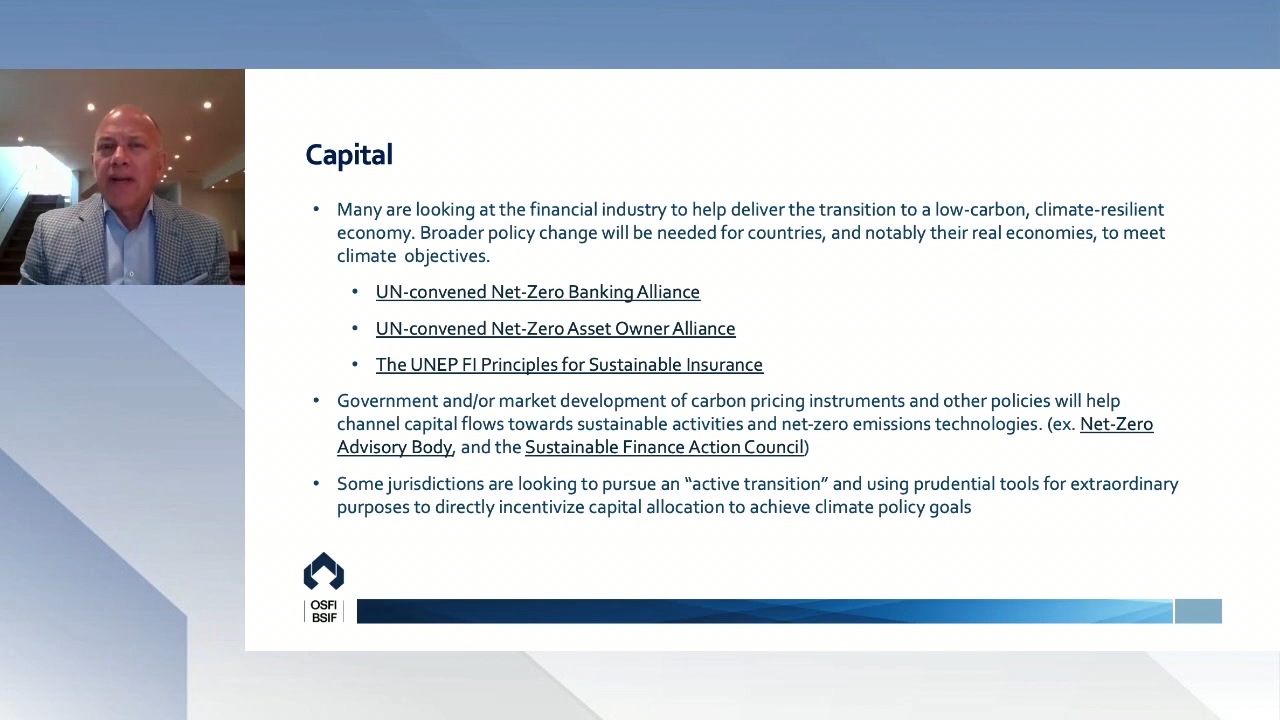 Capital
• Many are looking at the financial industry to help deliver the transition to a low-carbon, climate-resilient
economy. Broader policy change will be needed for countries, and notably their real economies, to meet
climate objectives.
• UN-convened Net-Zero Banking Alliance
• UN-convened Net-Zero Asset Owner Alliance
• The UNEP FI Principles for Sustainable Insurance
• Government and/or market development of carbon pricing instruments and other policies will help
channel capital flows towards sustainable activities and net-zero emissions technologies. (ex. Net-Zero
Advisory Body, and the Sustainable Finance Action Council)
• Some jurisdictions are looking to pursue an “active transition” and using prudential tools for extraordinary
purposes to directly incentivize capital allocation to achieve climate policy goals
OSFI
BSIF